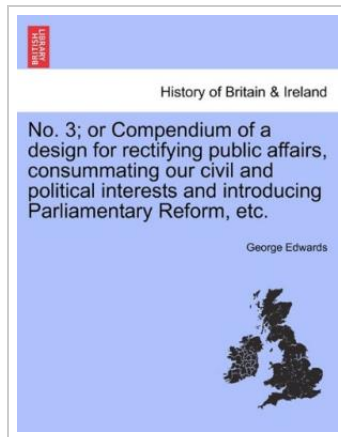 BRITISH
LIBRARY
History of Britain & Ireland
No. 3; or Compendium of a
design for rectifying public affairs,
consummating our civil and
political interests and introducing
Parliamentary Reform, etc.
George Edwards